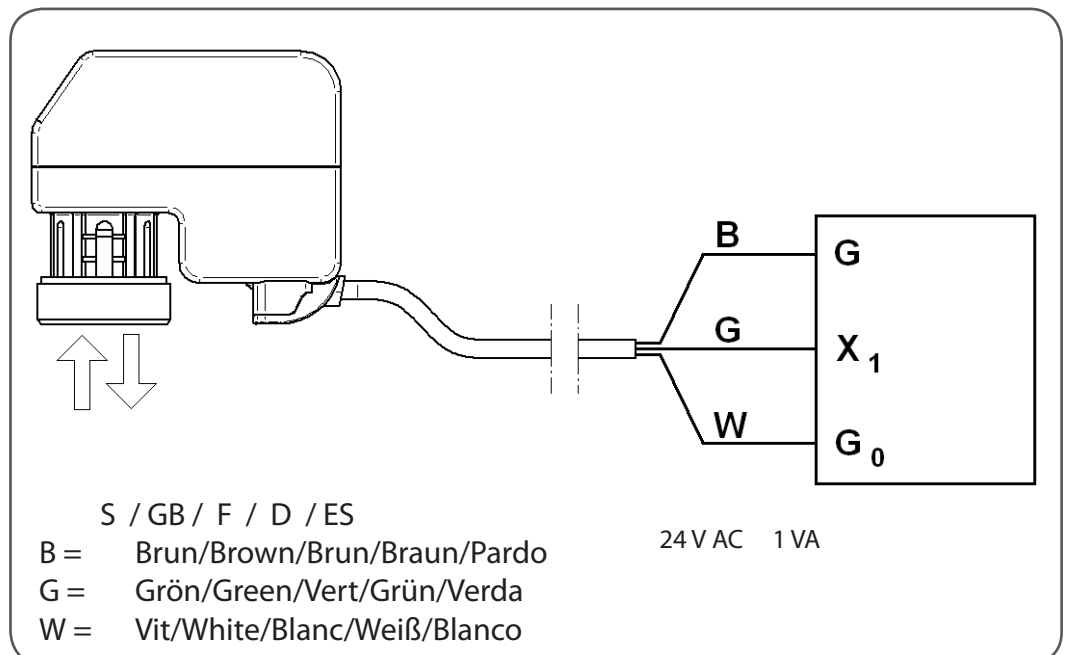 B
G
G
X 1
W
G 0
S / GB / F / D / ES
B = Brun/Brown/Brun/Braun/Pardo
G = Grön/Green/Vert/Grün/Verda
W = Vit/White/Blanc/Weiß/Blanco
24 V AC 1 VA